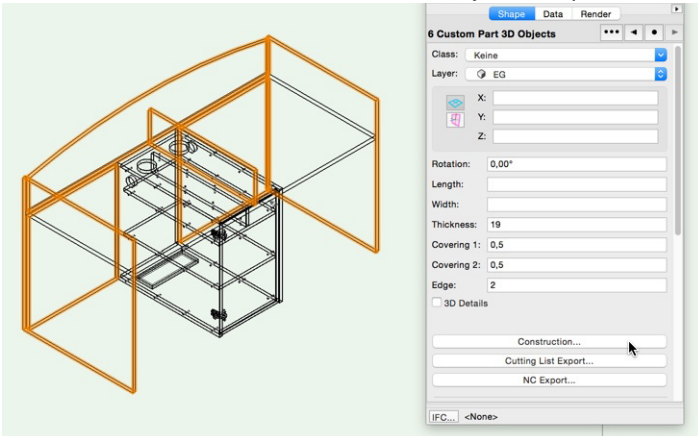 Shape Data Render
6 Custom Part 3D Objects
Class: Keine
Layer: EG
X:
Y:
Z:
Rotation: 0,00°
Length:
Width:
Thickness: 19
Covering 1: 0,5
Covering 2: 0,5
Edge: 2
3D Details
Construction...
Cutting List Export...
NC Export...
IFC... <None>